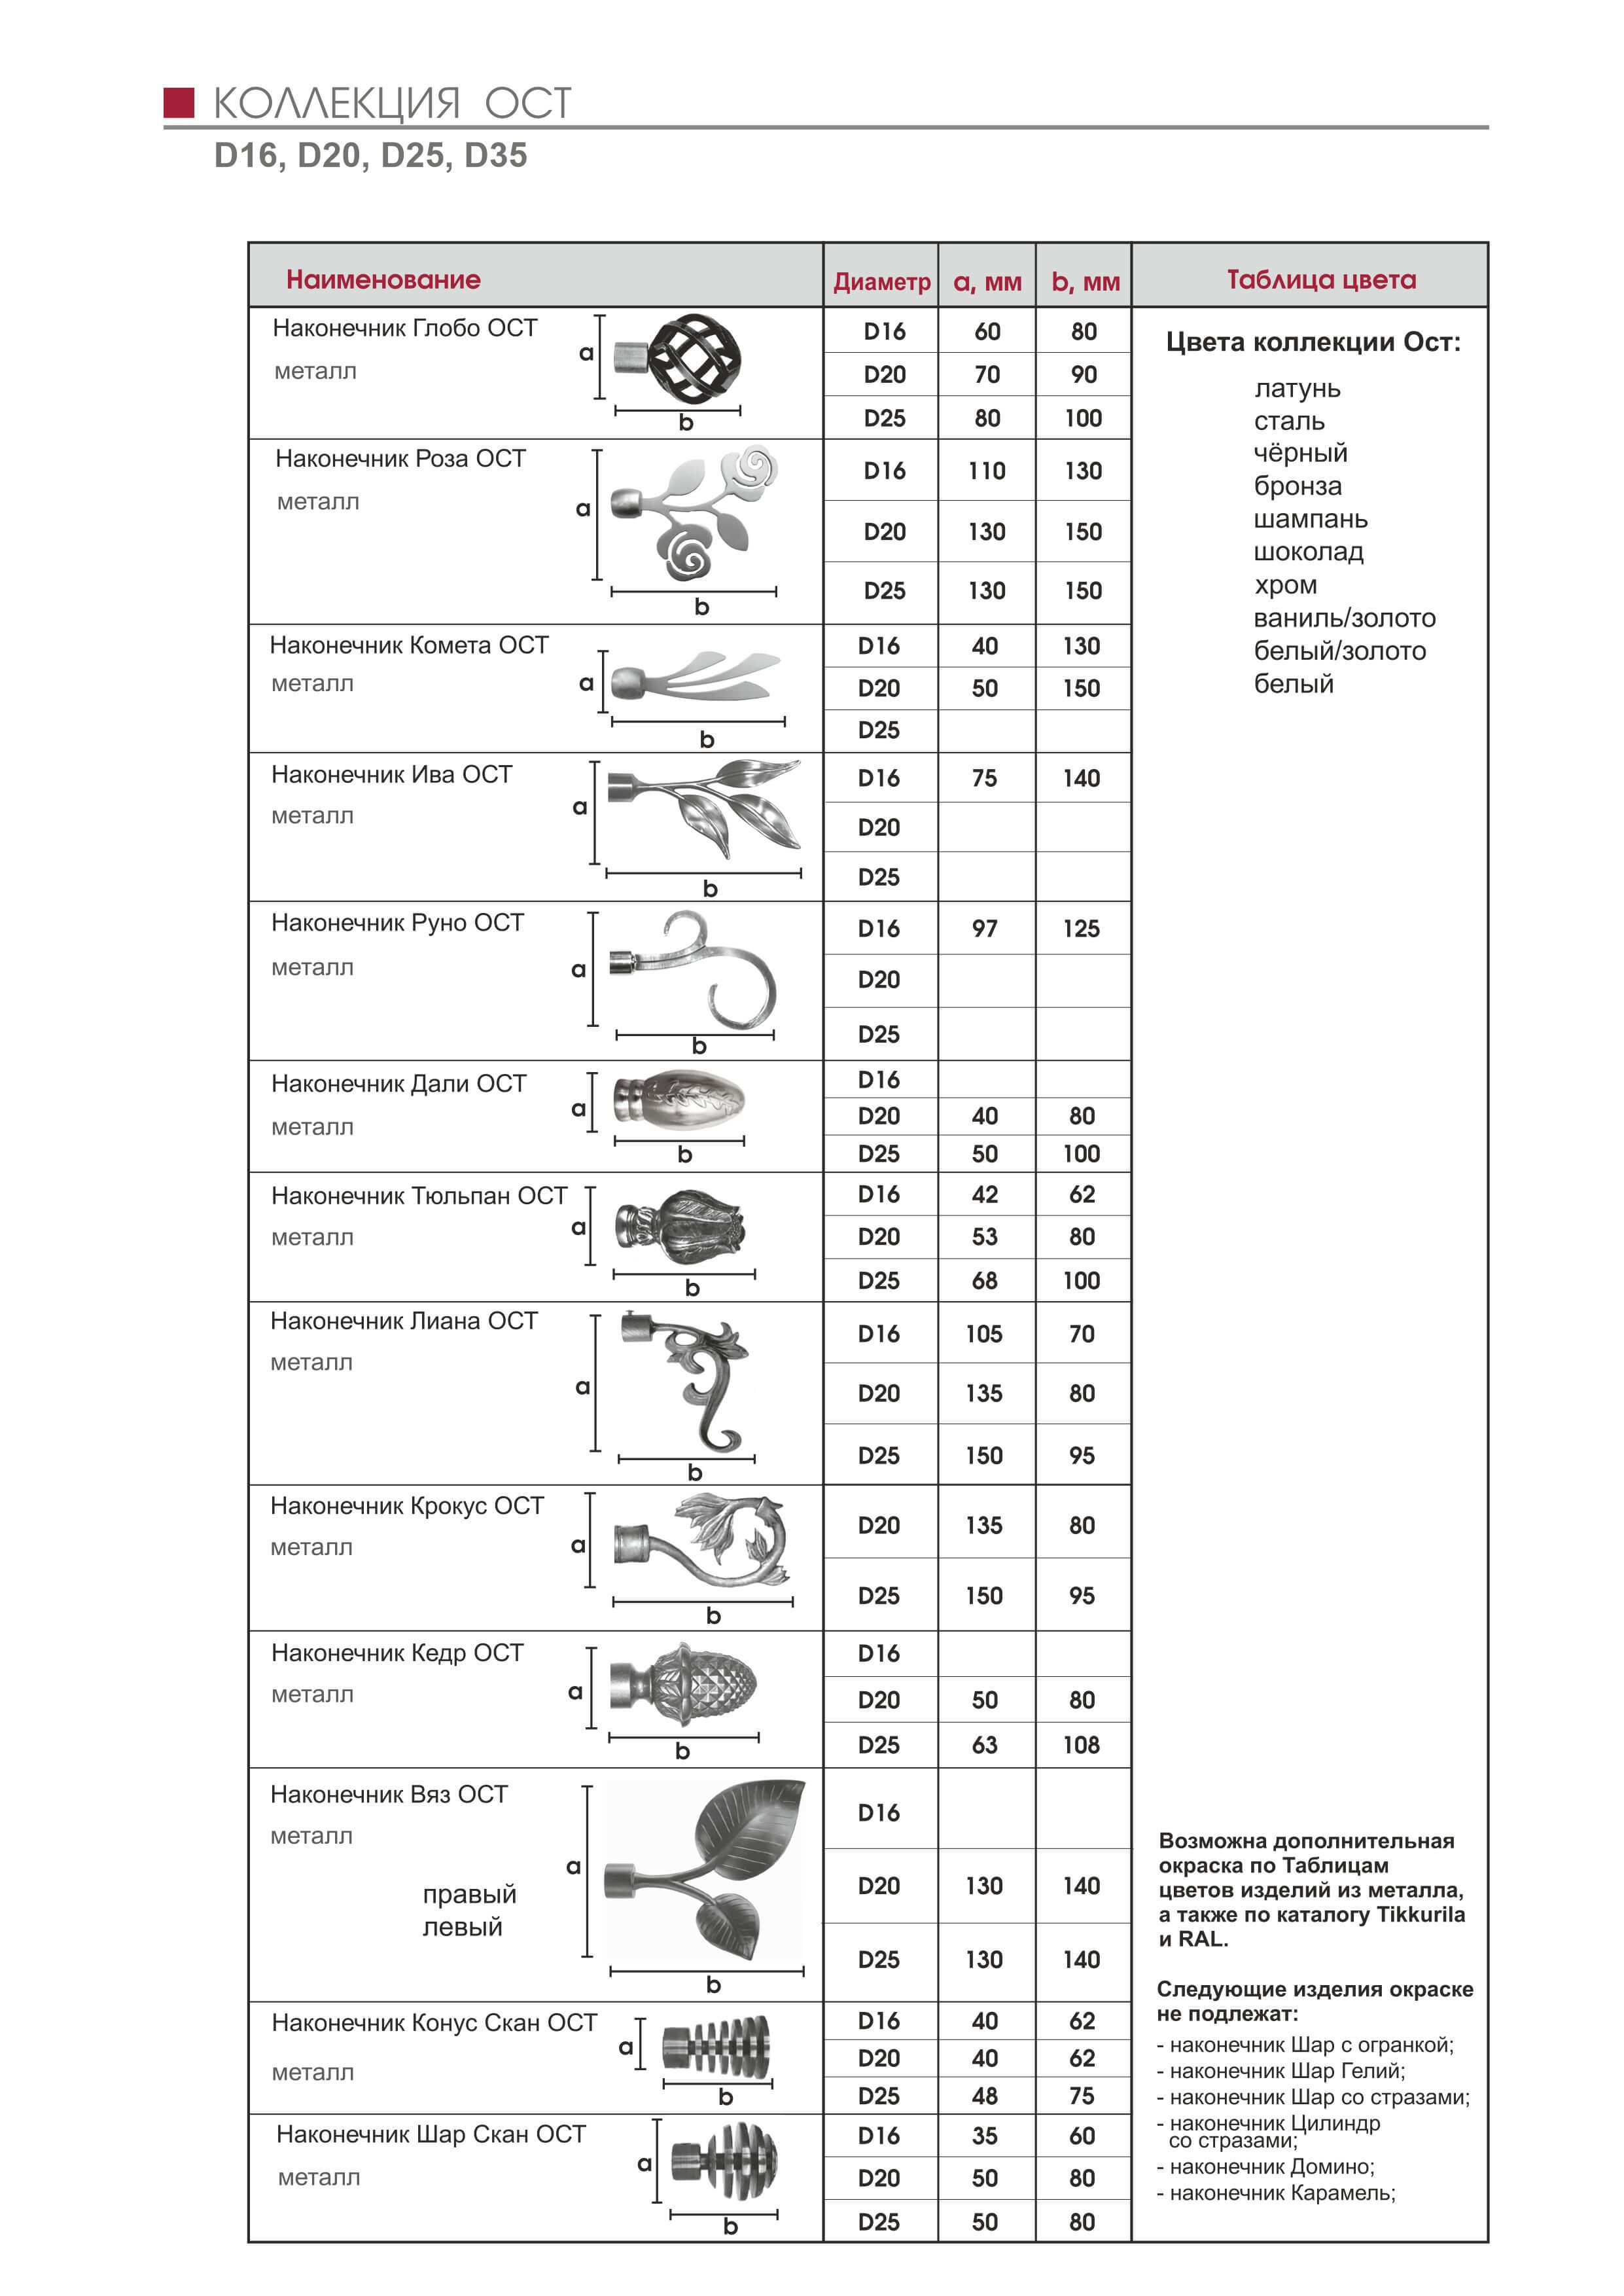 КОЛЛЕКЦИЯ ОСТ
D16, D20, D25, D35
Наименование Диаметр a, мм b, мм Таблица цвета
Наконечник Глобо ОСТ
металл
a
b
D16 60 80
D20 70 90
D25 80 100
Наконечник Роза ОСТ
металл
a
b
D16 110 130
D20 130 150
D25 130 150
Наконечник Комета ОСТ
металл
a
b
D16 40 130
D20 50 150
D25
Наконечник Ива ОСТ
металл
a
b
D16 75 140
D20
D25
Наконечник Руно ОСТ
металл
a
b
D16 97 125
D20
D25
Наконечник Дали ОСТ
металл
a
b
D16
D20 40 80
D25 50 100
Наконечник Тюльпан ОСТ
металл
a
b
D16 42 62
D20 53 80
D25 68 100
Наконечник Лиана ОСТ
металл
a
b
D16 105 70
D20 135 80
D25 150 95
Наконечник Крокус ОСТ
металл
a
b
D20 135 80
D25 150 95
Наконечник Кедр ОСТ
металл
a
b
D16
D20 50 80
D25 63 108
Наконечник Вяз ОСТ
металл
правый
левый
a
b
D16
D20 130 140
D25 130 140
Наконечник Конус Скан ОСТ
металл
a
b
D16 40 62
D20 40 62
D25 48 75
Наконечник Шар Скан ОСТ
металл
a
b
D16 35 60
D20 50 80
D25 50 80
Цвета коллекции Ост:
латунь
сталь
чёрный
бронза
шампань
шоколад
хром
ваниль/золото
белый/золото
белый
Возможна дополнительная
окраска по Таблицам
цветов изделий из металла,
а также по каталогу Tikkurila
и RAL.
Следующие изделия окраске
не подлежат:
- наконечник Шар с огранкой;
- наконечник Шар Гелий;
- наконечник Шар со стразами;
- наконечник Цилиндр
со стразами;
- наконечник Домино;
- наконечник Карамель;